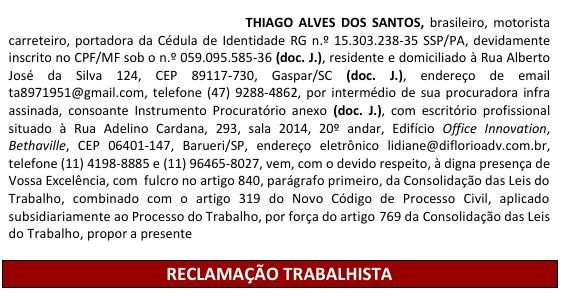 THIAGO ALVES DOS SANTOS, brasileiro, motorista
carreteiro, portadora da Cédula de Identidade RG n.º 15.303.238-35 SSP/PA, devidamente
inscrito no CPF/MF sob o n.º 059.095.585-36 (doc. J.), residente e domiciliado à Rua Alberto
José da Silva 124, CEP 89117-730, Gaspar/SC (doc. J.), endereço de email
ta8971951@gmail.com, telefone (47) 9288-4862, por intermédio de sua procuradora infra
assinada, consoante Instrumento Procuratório anexo (doc. J.), com escritório profissional
situado à Rua Adelino Cardana, 293, sala 2014, 20º andar, Edifício Office Innovation,
Bethaville, CEP 06401-147, Barueri/SP, endereço eletrônico lidiane@diflorioadv.com.br,
telefone (11) 4198-8885 e (11) 96465-8027, vem, com o devido respeito, à digna presença de
Vossa Excelência, com fulcro no artigo 840, parágrafo primeiro, da Consolidação das Leis do
Trabalho, combinado com o artigo 319 do Novo Código de Processo Civil, aplicado
subsidiariamente ao Processo do Trabalho, por força do artigo 769 da Consolidação das Leis
do Trabalho, propor a presente
RECLAMAÇÃO TRABALHISTA